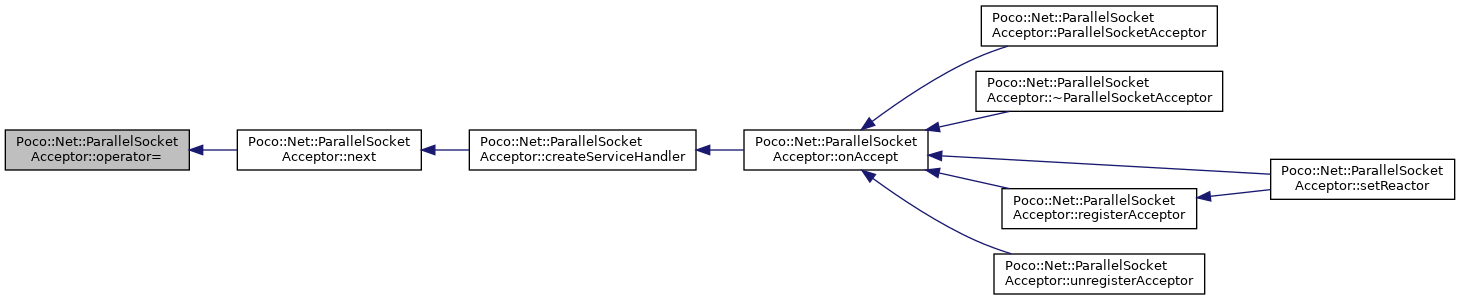 Poco::Net::ParallelSocket
Acceptor::operator=
Poco::Net::ParallelSocket
Acceptor::next
Poco::Net::ParallelSocket
Acceptor::createServiceHandler
Poco::Net::ParallelSocket
Acceptor::onAccept
Poco::Net::ParallelSocket
Acceptor::ParallelSocketAcceptor
Poco::Net::ParallelSocket
Acceptor::~ParallelSocketAcceptor
Poco::Net::ParallelSocket
Acceptor::setReactor
Poco::Net::ParallelSocket
Acceptor::registerAcceptor
Poco::Net::ParallelSocket
Acceptor::unregisterAcceptor